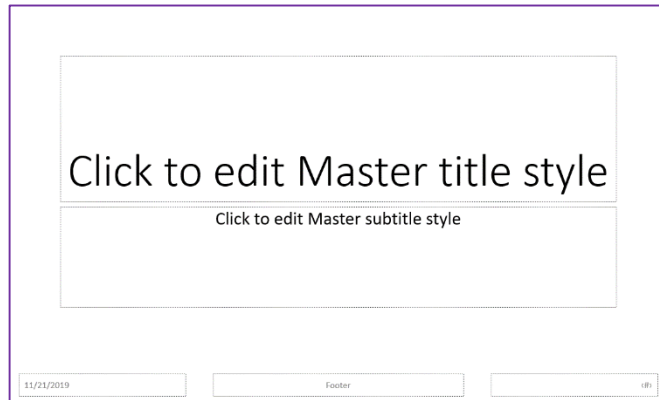 Click to edit Master title style
Click to edit Master subtitle style
11/21/2019
Footer
‹#›